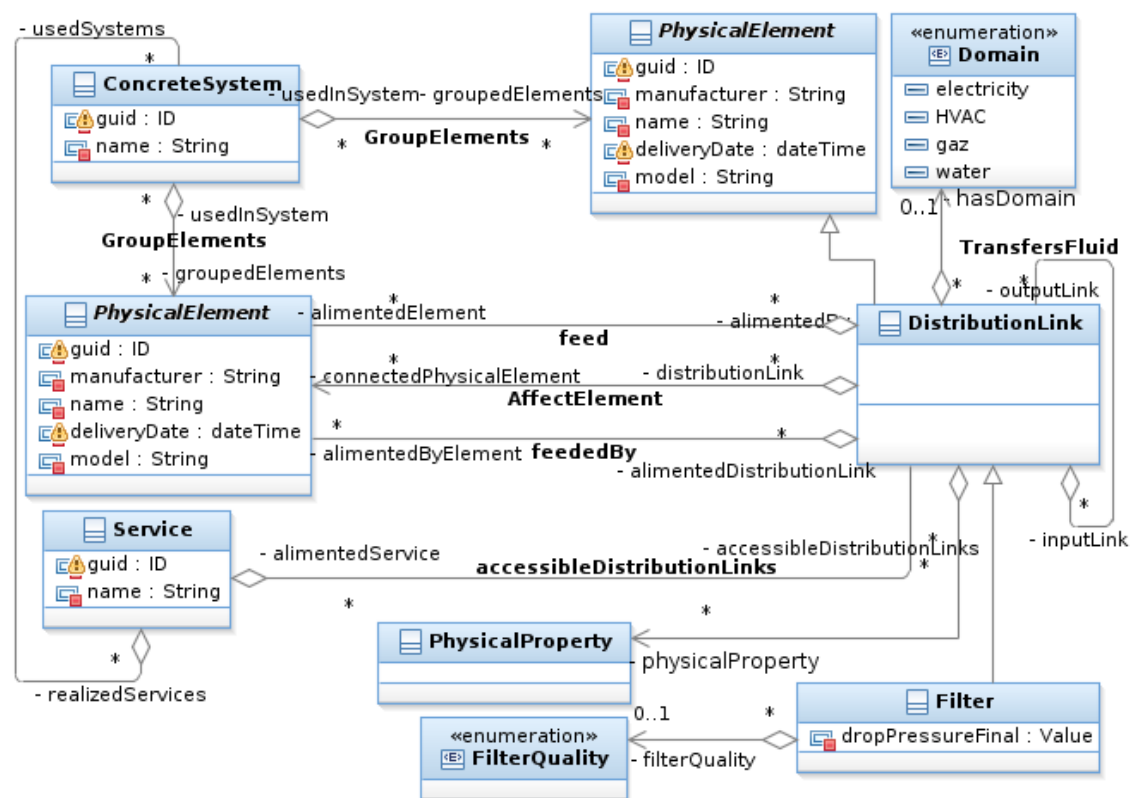 - usedSystems
*
ConcreteSystem
guid : ID
name : String
- usedInSystem
- groupedElements
GroupElements
*
*
PhysicalElement
guid : ID
manufacturer : String
name : String
deliveryDate : dateTime
model : String
«enumeration»
Domain
electricity
HVAC
gaz
water
0..1
- hasDomain
*
- usedInSystem
GroupElements
* - groupedElements
TransfersFluid
*
*
- outputLink
PhysicalElement
guid : ID
manufacturer : String
name : String
deliveryDate : dateTime
model : String
*
- alimentedElement
feed
*
- alimentedBy
DistributionLink
*
- connectedPhysicalElement
AffectElement
*
- distributionLink
*
- alimentedByElement
feededBy
*
- alimentedDistributionLink
*
- inputLink
Service
guid : ID
name : String
- alimentedService
accessibleDistributionLinks
- accessibleDistributionLinks
*
*
*
*
- realizedServices
PhysicalProperty
*
- physicalProperty
Filter
dropPressureFinal : Value
«enumeration»
FilterQuality
0..1
*
- filterQuality